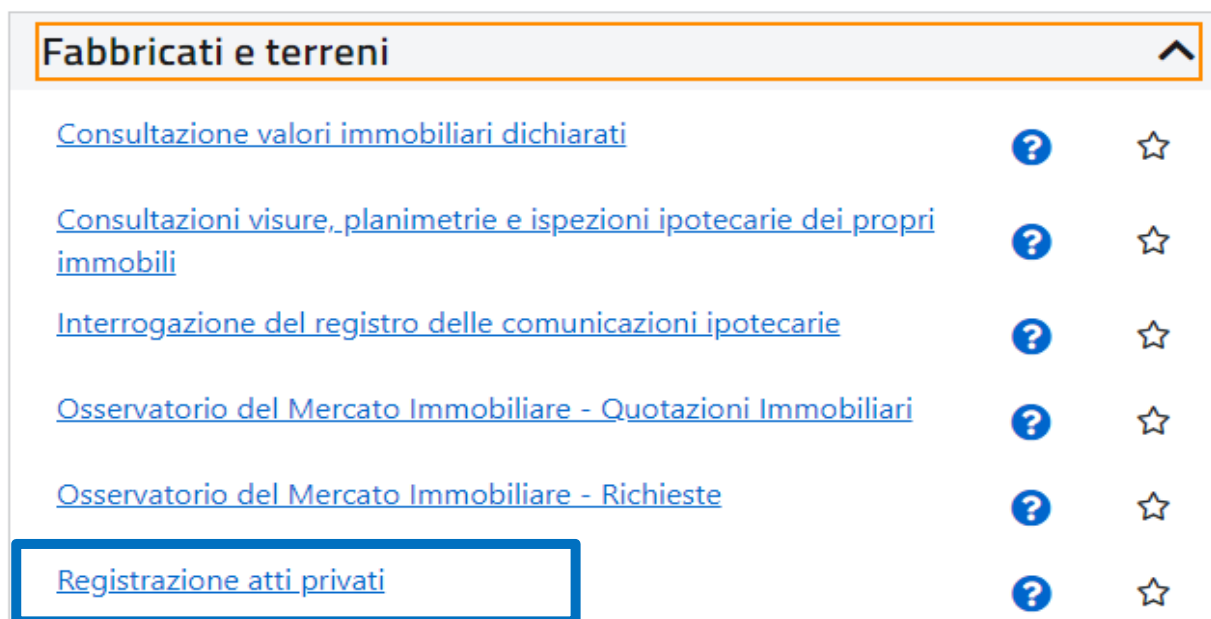 Fabbricati e terreni
Consultazione valori immobiliari dichiarati
Consultazioni visure, planimetrie e ispezioni ipotecarie dei propri
immobili
Interrogazione del registro delle comunicazioni ipotecarie
Osservatorio del Mercato Immobiliare - Quotazioni Immobiliari
Osservatorio del Mercato Immobiliare - Richieste
Registrazione atti privati